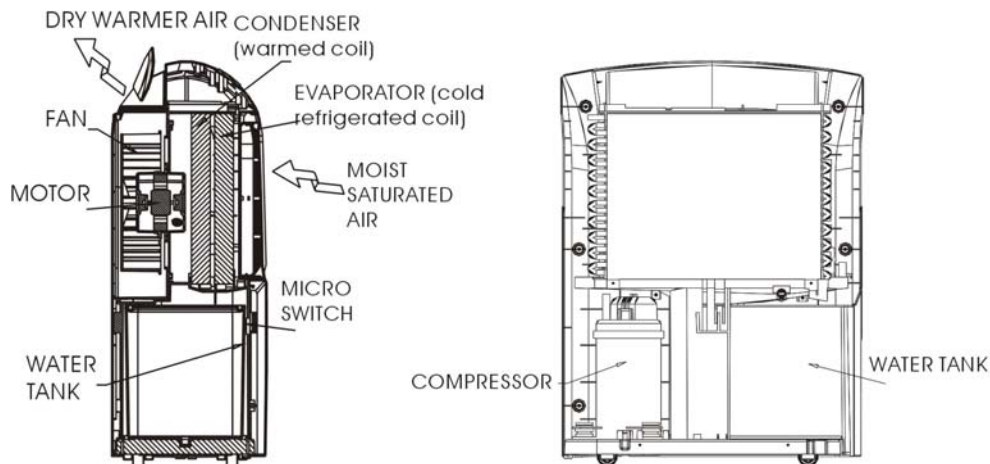 DRY WARMER AIR
CONDENSER
(warmed coil)
EVAPORATOR (cold
refrigerated coil)
FAN
MOTOR
MOIST
SATURATED
AIR
MICRO
SWITCH
WATER
TANK
COMPRESSOR
WATER TANK